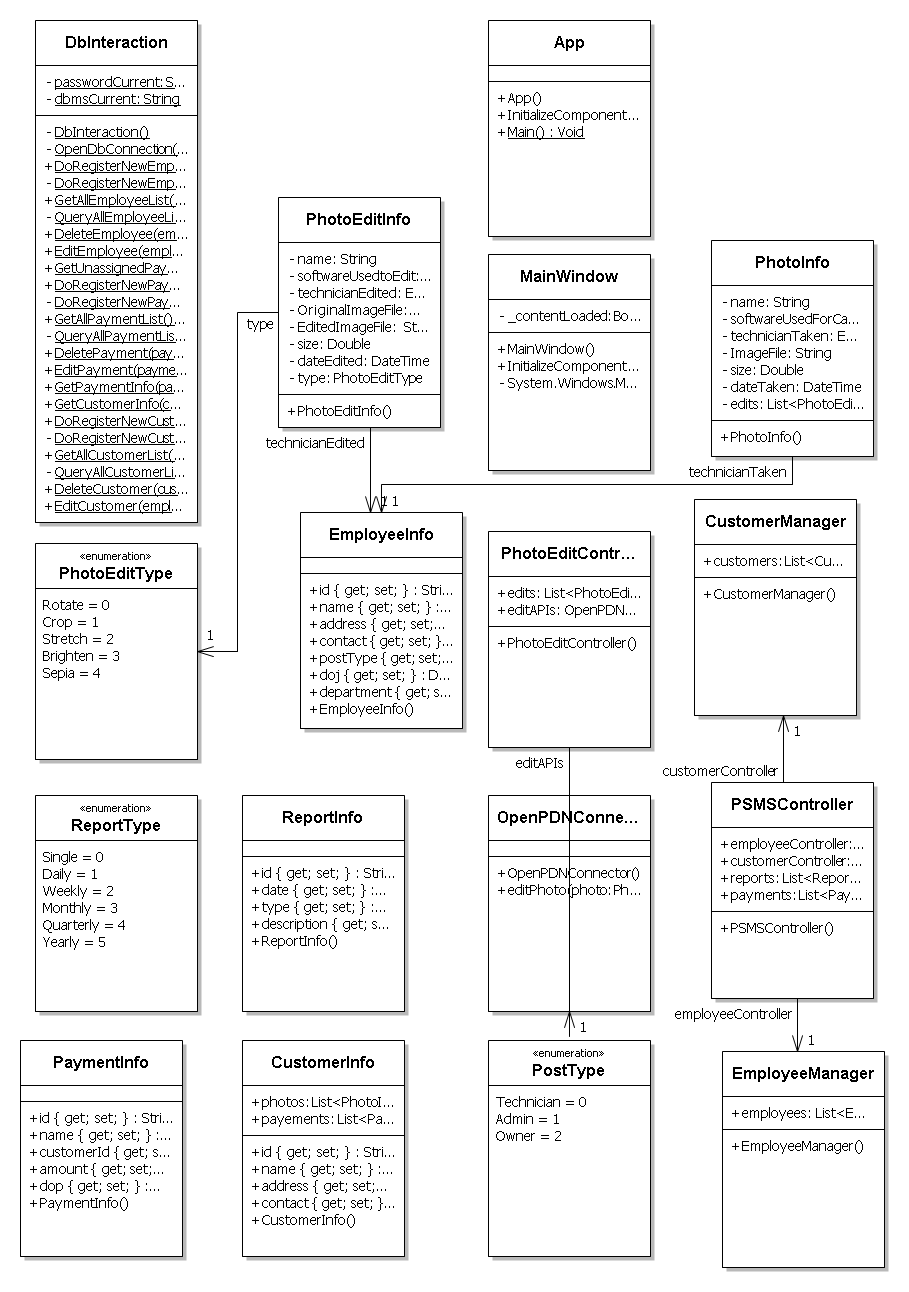 DbInteraction
- passwordCurrent: S...
- dbmsCurrent: String
- DbInteraction()
- OpenDbConnection(...
+ DoRegisterNewEmp...
- DoRegisterNewEmp...
+ GetAllEmployeeList(...
- QueryAllEmployeeLi...
+ DeleteEmployee(em...
+ EditEmployee(empl...
+ GetUnassignedPay...
+ DoRegisterNewPay...
- DoRegisterNewPay...
+ GetAllPaymentList()...
- QueryAllPaymentLis...
+ DeletePayment(pay...
+ EditPayment(payme...
+ GetPaymentInfo(pa...
+ GetCustomerInfo(c...
+ DoRegisterNewCust...
- DoRegisterNewCust...
+ GetAllCustomerList(...
- QueryAllCustomerLi...
+ DeleteCustomer(cus...
+ EditCustomer(empl...
App
+ App()
+ InitializeComponent...
+ Main() : Void
PhotoEditInfo
- name: String
- softwareUsedtoEdit:...
- technicianEdited: E...
- OriginalImageFile:...
- EditedImageFile: St...
- size: Double
- dateEdited: DateTime
- type: PhotoEditType
+ PhotoEditInfo()
type
technicianEdited
MainWindow
- _contentLoaded: Bo...
+ MainWindow()
+ InitializeComponent...
- System.Windows.M...
PhotoInfo
- name: String
- softwareUsedForCa...
- technicianTaken: E...
- ImageFile: String
- size: Double
- dateTaken: DateTime
- edits: List<PhotoEdi...
+ PhotoInfo()
technicianTaken
1
1
PhotoEditType
«enumeration»
Rotate = 0
Crop = 1
Stretch = 2
Brighten = 3
Sepia = 4
1
EmployeeInfo
+ id { get; set; } : Stri...
+ name { get; set; } :...
+ address { get; set;...
+ contact { get; set; }...
+ postType { get; set;...
+ doj { get; set; } : D...
+ department { get; s...
+ EmployeeInfo()
PhotoEditContr...
+ edits: List<PhotoEdi...
+ editAPIs: OpenPDN...
+ PhotoEditController()
editAPIs
CustomerManager
+ customers: List<Cu...
+ CustomerManager()
1
customerController
«enumeration»
ReportType
Single = 0
Daily = 1
Weekly = 2
Monthly = 3
Quarterly = 4
Yearly = 5
ReportInfo
+ id { get; set; } : Stri...
+ date { get; set; } :...
+ type { get; set; } :...
+ description { get; s...
+ ReportInfo()
OpenPDNConne...
+ OpenPDNConnector()
+ editPhoto(photo: Ph...
1
PSMSController
+ employeeController:...
+ customerController:...
+ reports: List<Repor...
+ payments: List<Pay...
+ PSMSController()
employeeController
1
PaymentInfo
+ id { get; set; } : Stri...
+ name { get; set; } :...
+ customerId { get; s...
+ amount { get; set;...
+ dop { get; set; } :...
+ PaymentInfo()
CustomerInfo
+ photos: List<PhotoI...
+ payements: List<Pa...
+ id { get; set; } : Stri...
+ name { get; set; } :...
+ address { get; set;...
+ contact { get; set; }...
+ CustomerInfo()
«enumeration»
PostType
Technician = 0
Admin = 1
Owner = 2
EmployeeManager
+ employees: List<E...
+ EmployeeManager()